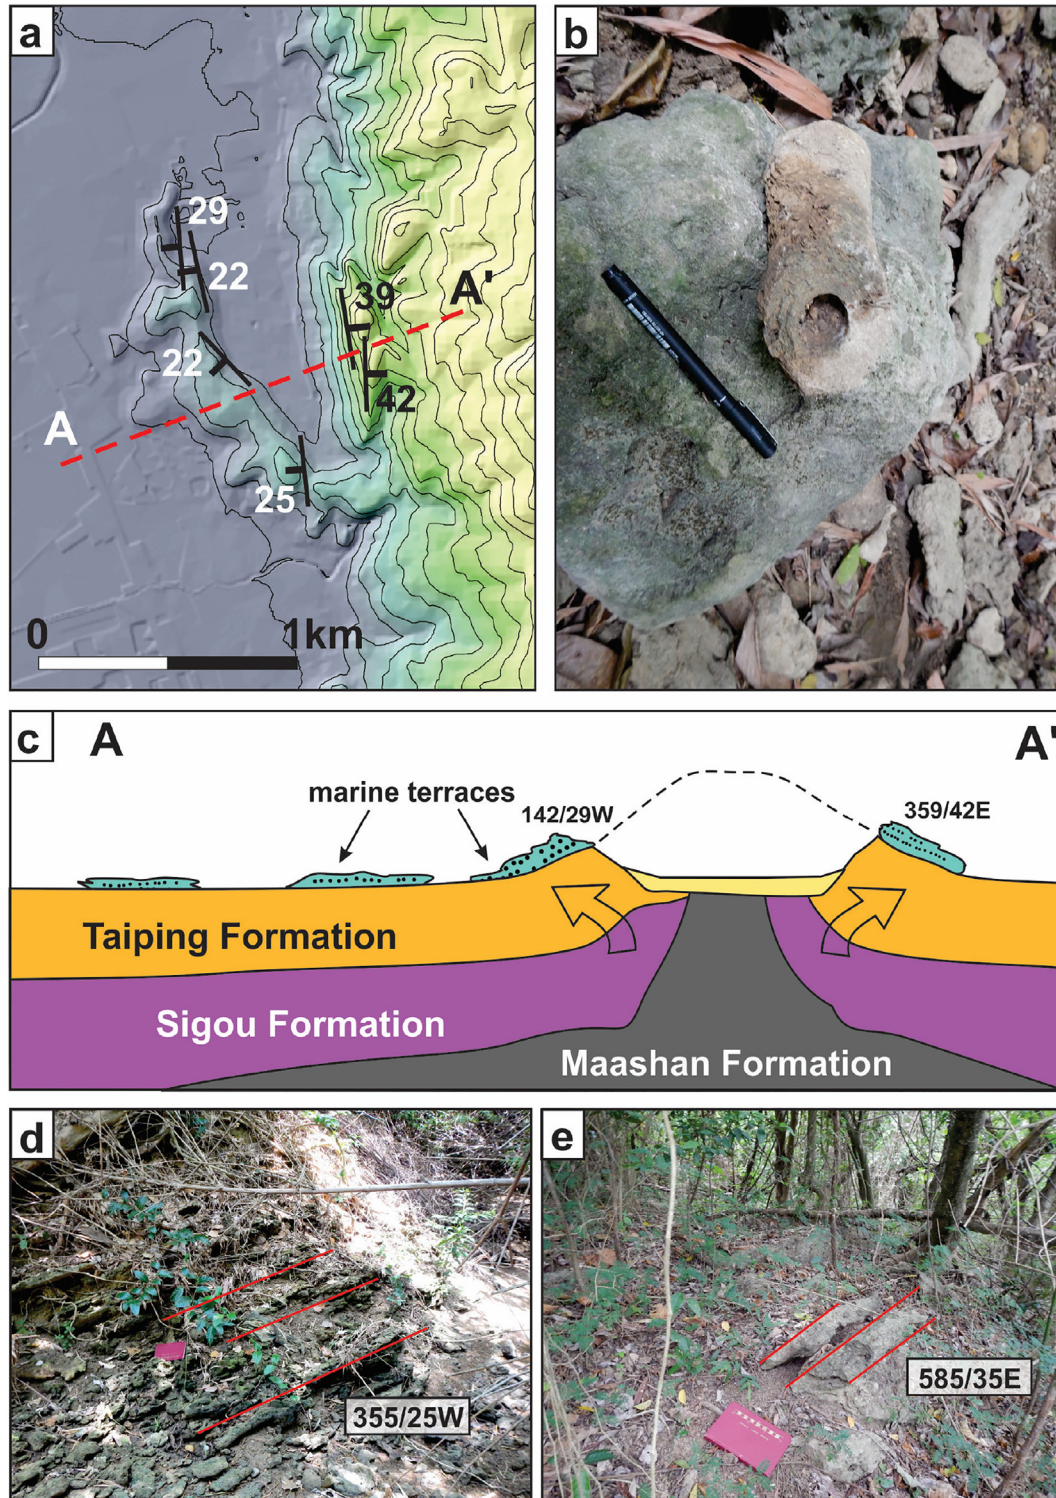 a
29
22
22
25
39
42
A
A'
0
1km
b
c
A
A'
marine terraces
142/29W
359/42E
Taiping Formation
Sigou Formation
Maashan Formation
d
355/25W
e
585/35E